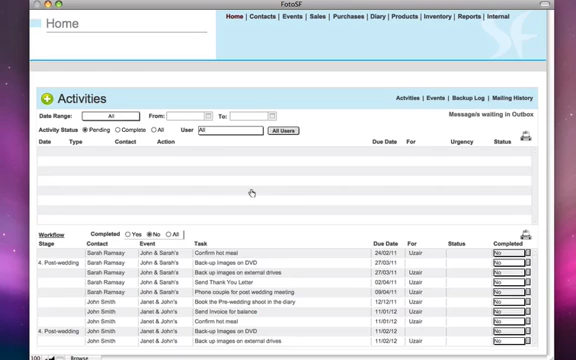 FotoSF
Home
Home | Contacts | Events | Sales | Purchases | Diary | Products | Inventory | Reports | Internal
SF
Activities
Activities | Events | Backup Log | Mailing History
Date Range: All From: To:
Message/s waiting in Outbox
Activity Status Pending Complete All User All All Users
Date Type Contact Action Due Date For Urgency Status
Workflow Completed Yes No All
Stage Contact Event Task Due Date For Status Completed
Sarah Ramsay John & Sarah's Confirm hot meal 24/02/11 Uzair No
4. Post-wedding Sarah Ramsay John & Sarah's Back-up Images on DVD 27/03/11 No
Sarah Ramsay John & Sarah's Back up images on external drives 27/03/11 Uzair No
Sarah Ramsay John & Sarah's Send Thank You Letter 02/04/11 Uzair No
Sarah Ramsay John & Sarah's Phone couple for post wedding meeting 09/04/11 Uzair No
John Smith Janet & John's Book the Pre-wedding shoot in the diary 12/12/11 Uzair No
John Smith Janet & John's Send Invoice for balance 11/01/12 Uzair No
John Smith Janet & John's Confirm hot meal 11/01/12 Uzair No
4. Post-wedding John Smith Janet & John's Back-up Images on DVD 11/02/12 No
John Smith Janet & John's Back up images on external drives 11/02/12 Uzair No
100 Browse